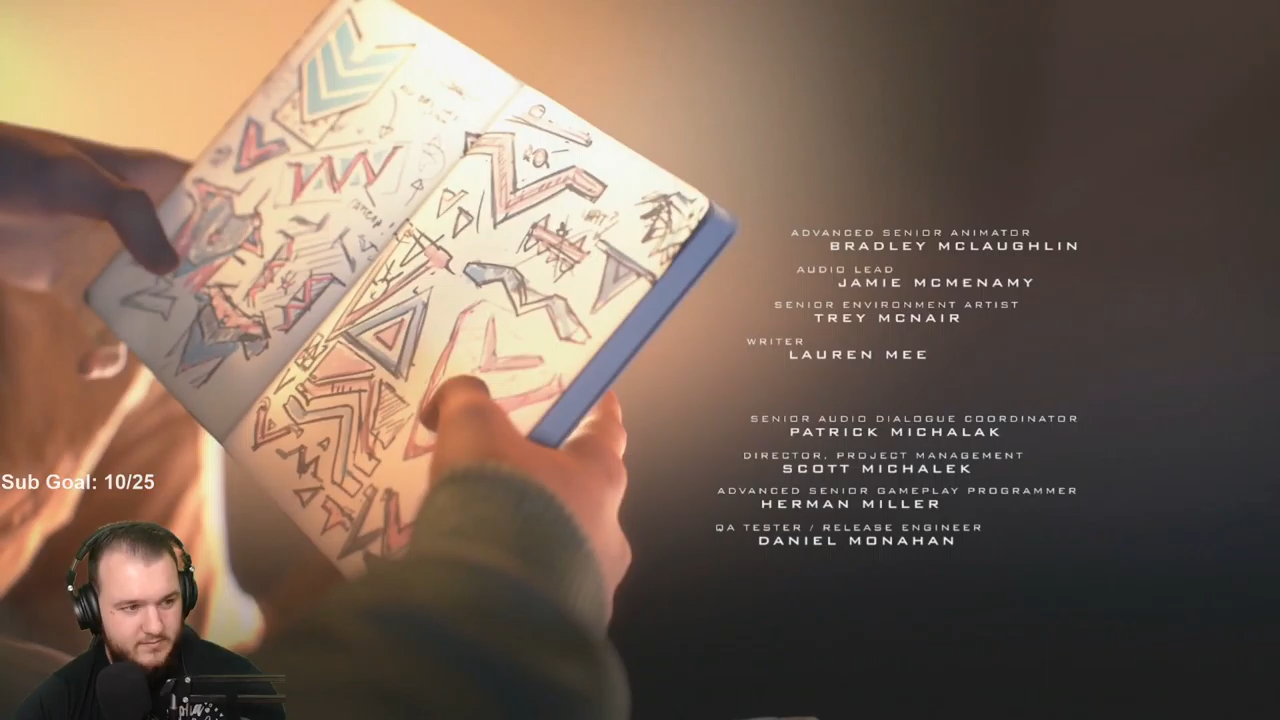 ADVANCED SENIOR ANIMATOR
BRADLEY MCLAUGHLIN
AUDIO LEAD
JAMIE MCMENAMY
SENIOR ENVIRONMENT ARTIST
TREY MCNAIR
WRITER
LAUREN MEE
SENIOR AUDIO DIALOGUE COORDINATOR
PATRICK MICHALAK
DIRECTOR, PROJECT MANAGEMENT
SCOTT MICHALEK
ADVANCED SENIOR GAMEPLAY PROGRAMMER
HERMAN MILLER
QA TESTER / RELEASE ENGINEER
DANIEL MONAHAN
Sub Goal: 10/25